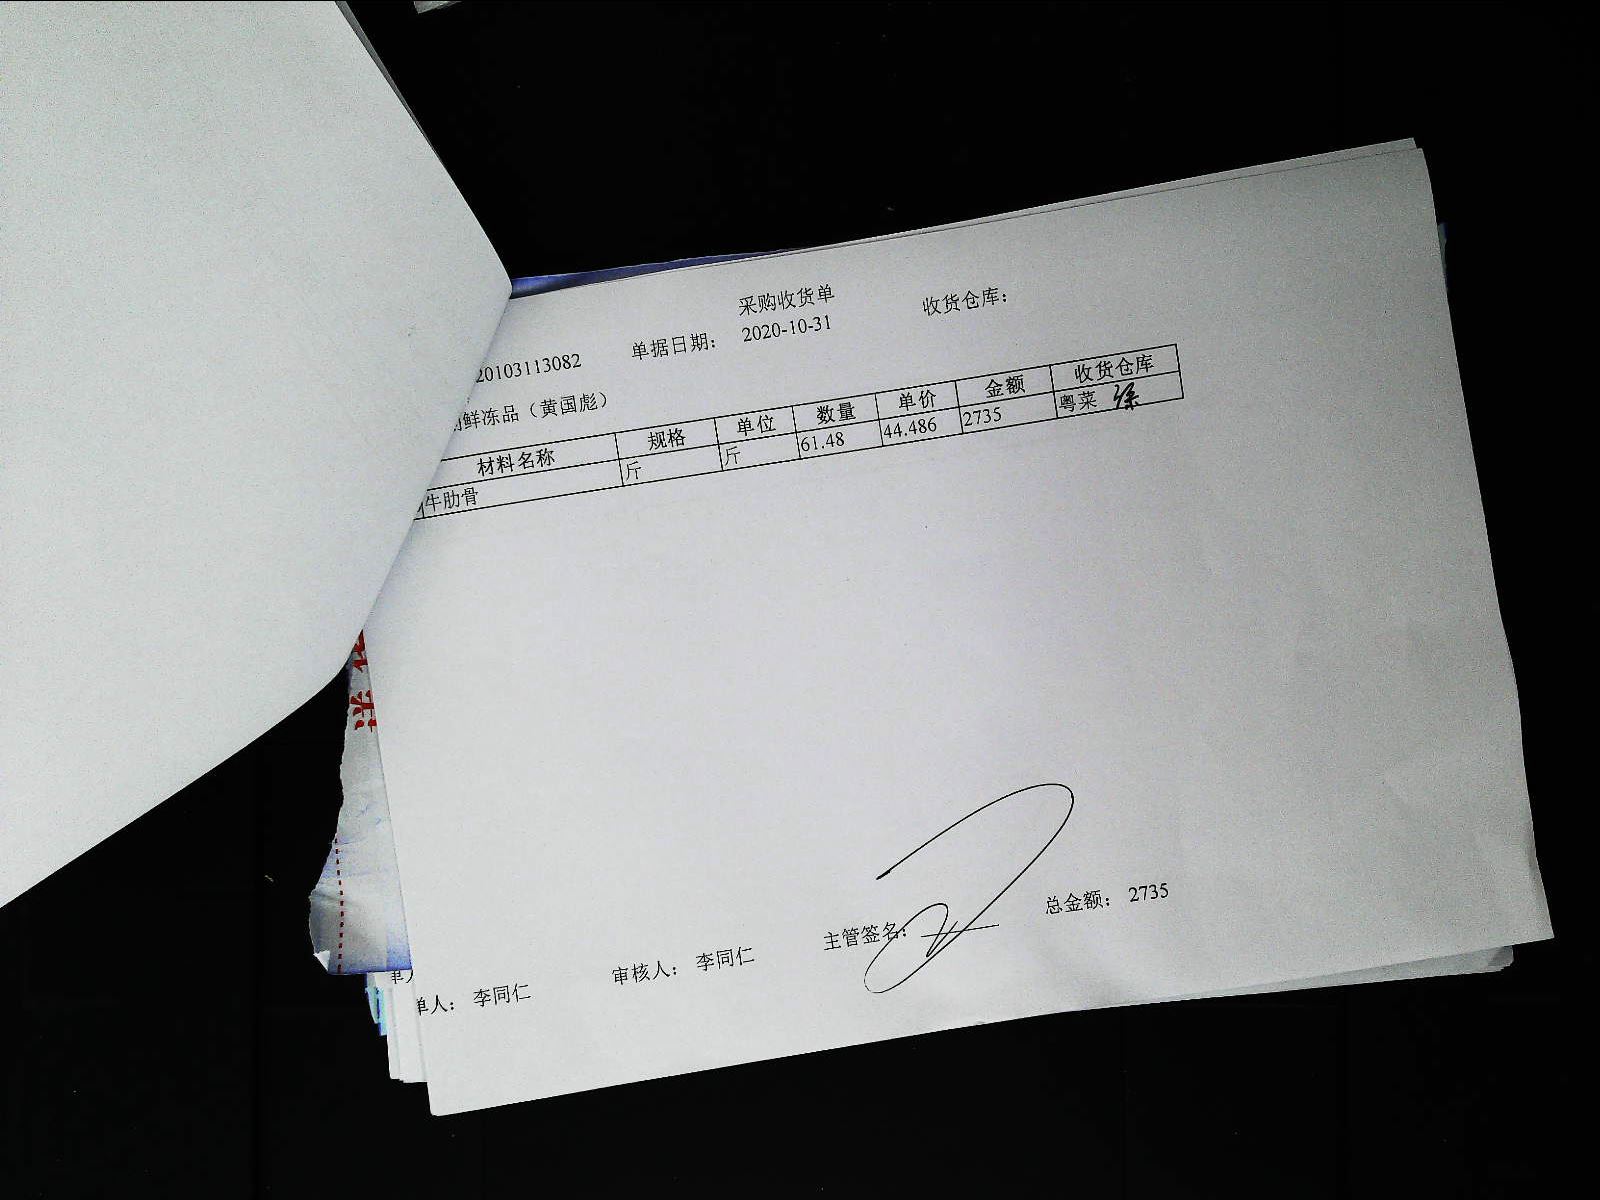 采购收货单
20103113082 单据日期: 2020-10-31 收货仓库:
鲜冻品（黄国彪）
材料名称 规格 单位 数量 单价 金额 收货仓库
牛肋骨 斤 斤 61.48 44.486 2735 粤菜 徐
单人: 李同仁 审核人: 李同仁 主管签名: 总金额: 2735